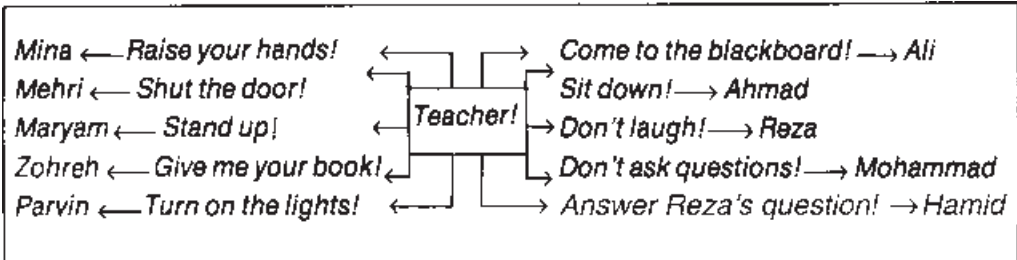 Mina ← Raise your hands! Come to the blackboard! → Ali
Mehri ← Shut the door! Sit down! → Ahmad
Maryam ← Stand up! Teacher! Don't laugh! → Reza
Zohreh ← Give me your book! Don't ask questions! → Mohammad
Parvin ← Turn on the lights! Answer Reza's question! → Hamid